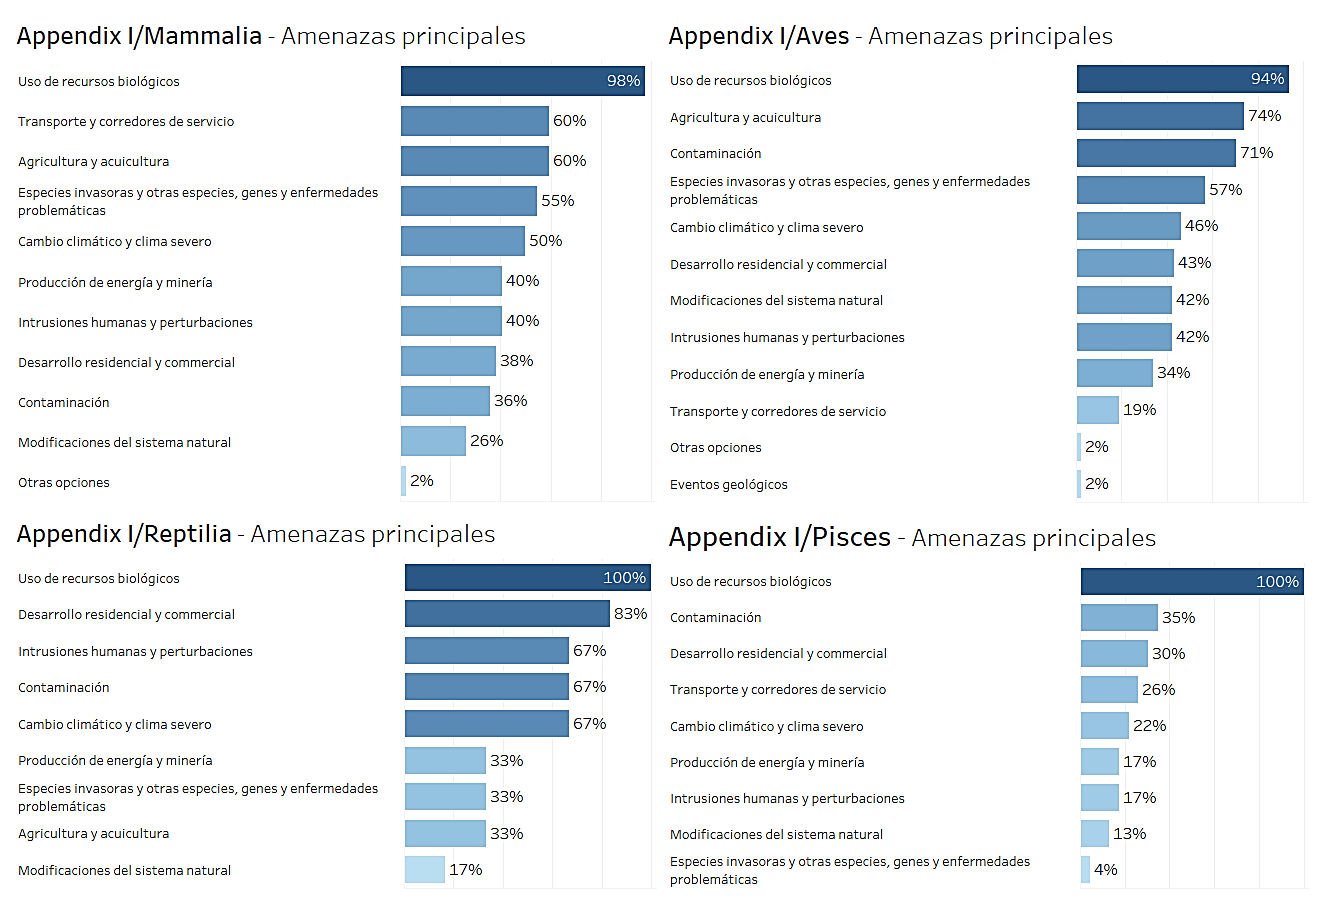 Appendix I/Mammalia - Amenazas principales
Uso de recursos biológicos 98%
Transporte y corredores de servicio 60%
Agricultura y acuicultura 60%
Especies invasoras y otras especies, genes y enfermedades
problemáticas 55%
Cambio climático y clima severo 50%
Producción de energía y minería 40%
Intrusiones humanas y perturbaciones 40%
Desarrollo residencial y commercial 38%
Contaminación 36%
Modificaciones del sistema natural 26%
Otras opciones 2%
Appendix I/Aves - Amenazas principales
Uso de recursos biológicos 94%
Agricultura y acuicultura 74%
Contaminación 71%
Especies invasoras y otras especies, genes y enfermedades
problemáticas 57%
Cambio climático y clima severo 46%
Desarrollo residencial y commercial 43%
Modificaciones del sistema natural 42%
Intrusiones humanas y perturbaciones 42%
Producción de energía y minería 34%
Transporte y corredores de servicio 19%
Otras opciones 2%
Eventos geológicos 2%
Appendix I/Reptilia - Amenazas principales
Uso de recursos biológicos 100%
Desarrollo residencial y commercial 83%
Intrusiones humanas y perturbaciones 67%
Contaminación 67%
Cambio climático y clima severo 67%
Producción de energía y minería 33%
Especies invasoras y otras especies, genes y enfermedades
problemáticas 33%
Agricultura y acuicultura 33%
Modificaciones del sistema natural 17%
Appendix I/Pisces - Amenazas principales
Uso de recursos biológicos 100%
Contaminación 35%
Desarrollo residencial y commercial 30%
Transporte y corredores de servicio 26%
Cambio climático y clima severo 22%
Producción de energía y minería 17%
Intrusiones humanas y perturbaciones 17%
Modificaciones del sistema natural 13%
Especies invasoras y otras especies, genes y enfermedades
problemáticas 4%